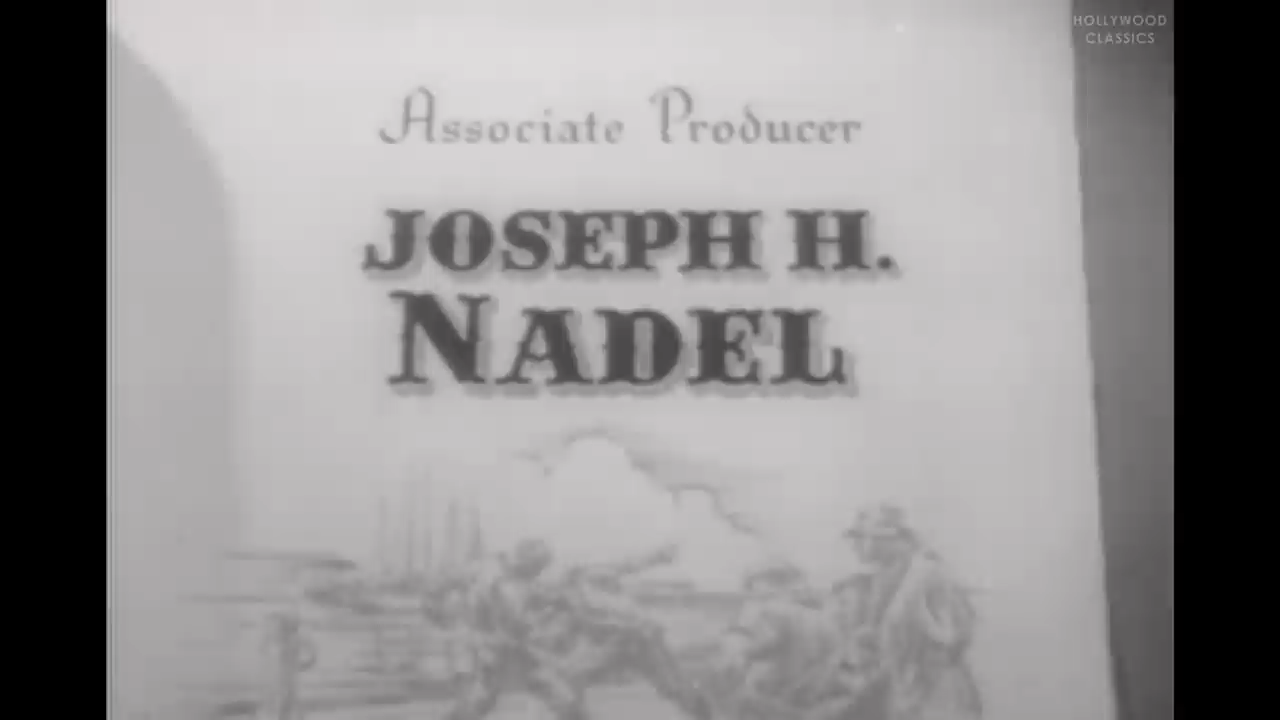 HOLLYWOOD
CLASSICS
Associate Producer
JOSEPH H.
NADEL